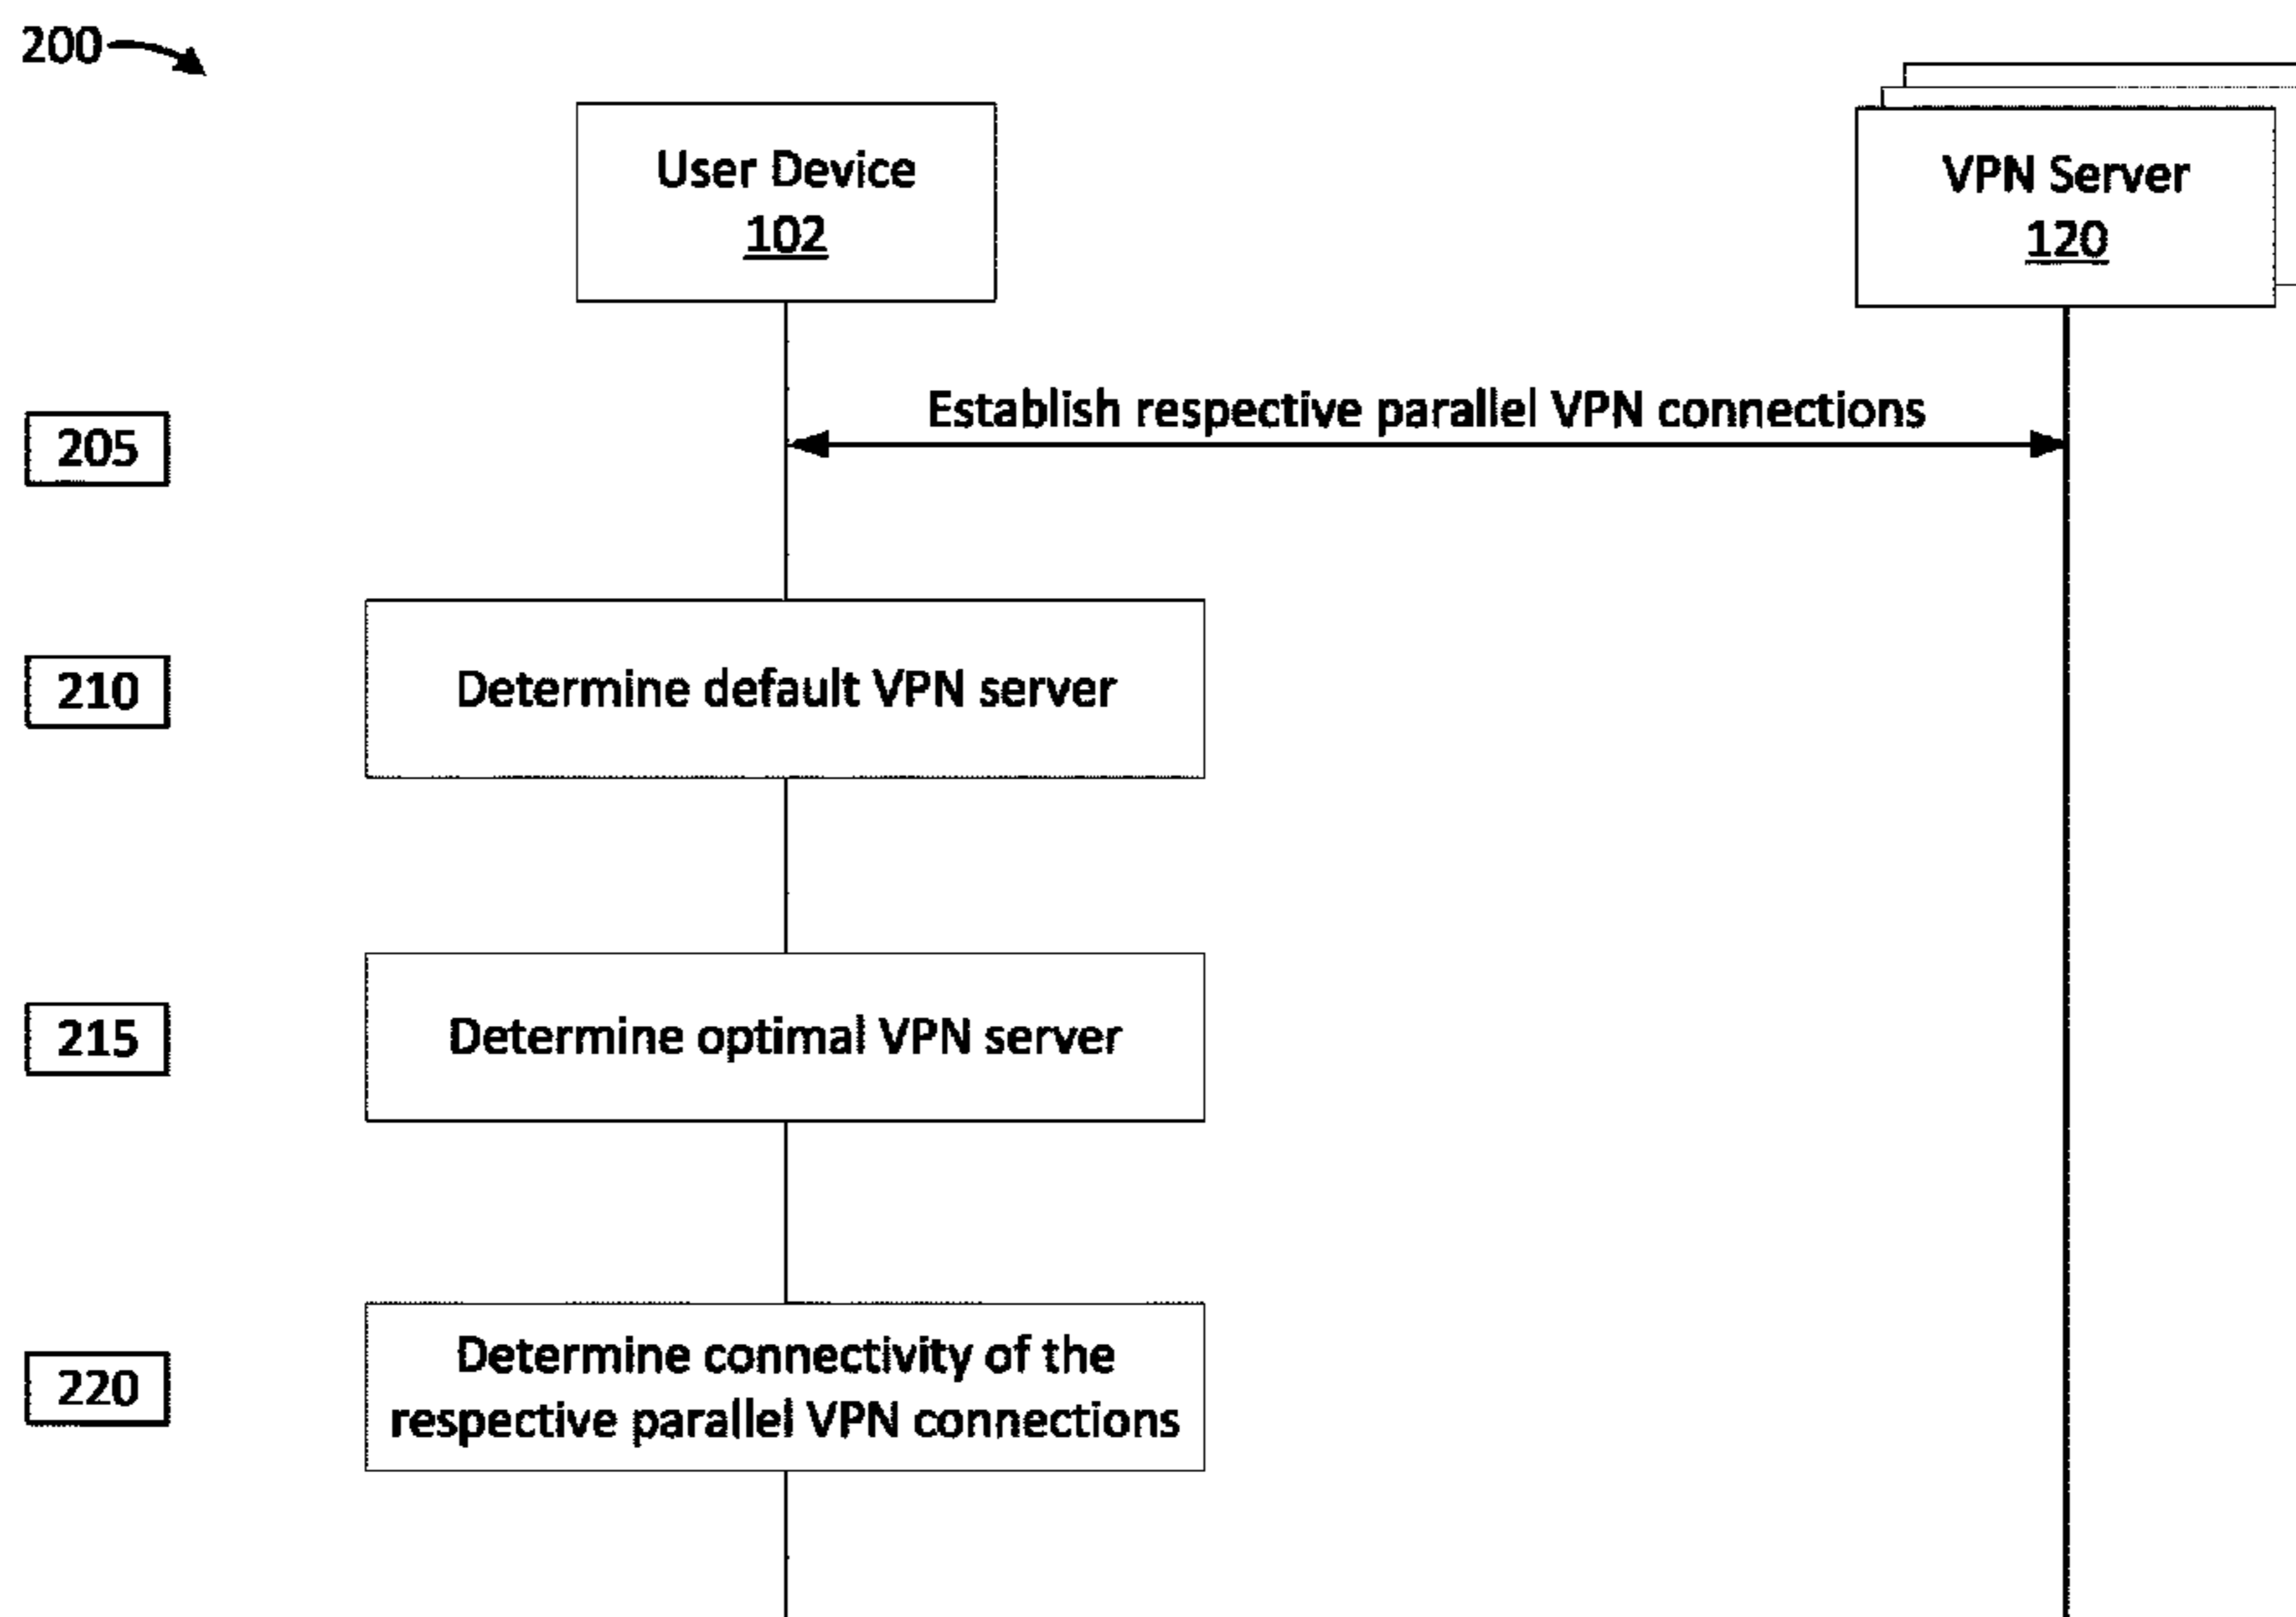 200
User Device
102
VPN Server
120
Establish respective parallel VPN connections
205
210
Determine default VPN server
215
Determine optimal VPN server
220
Determine connectivity of the
respective parallel VPN connections